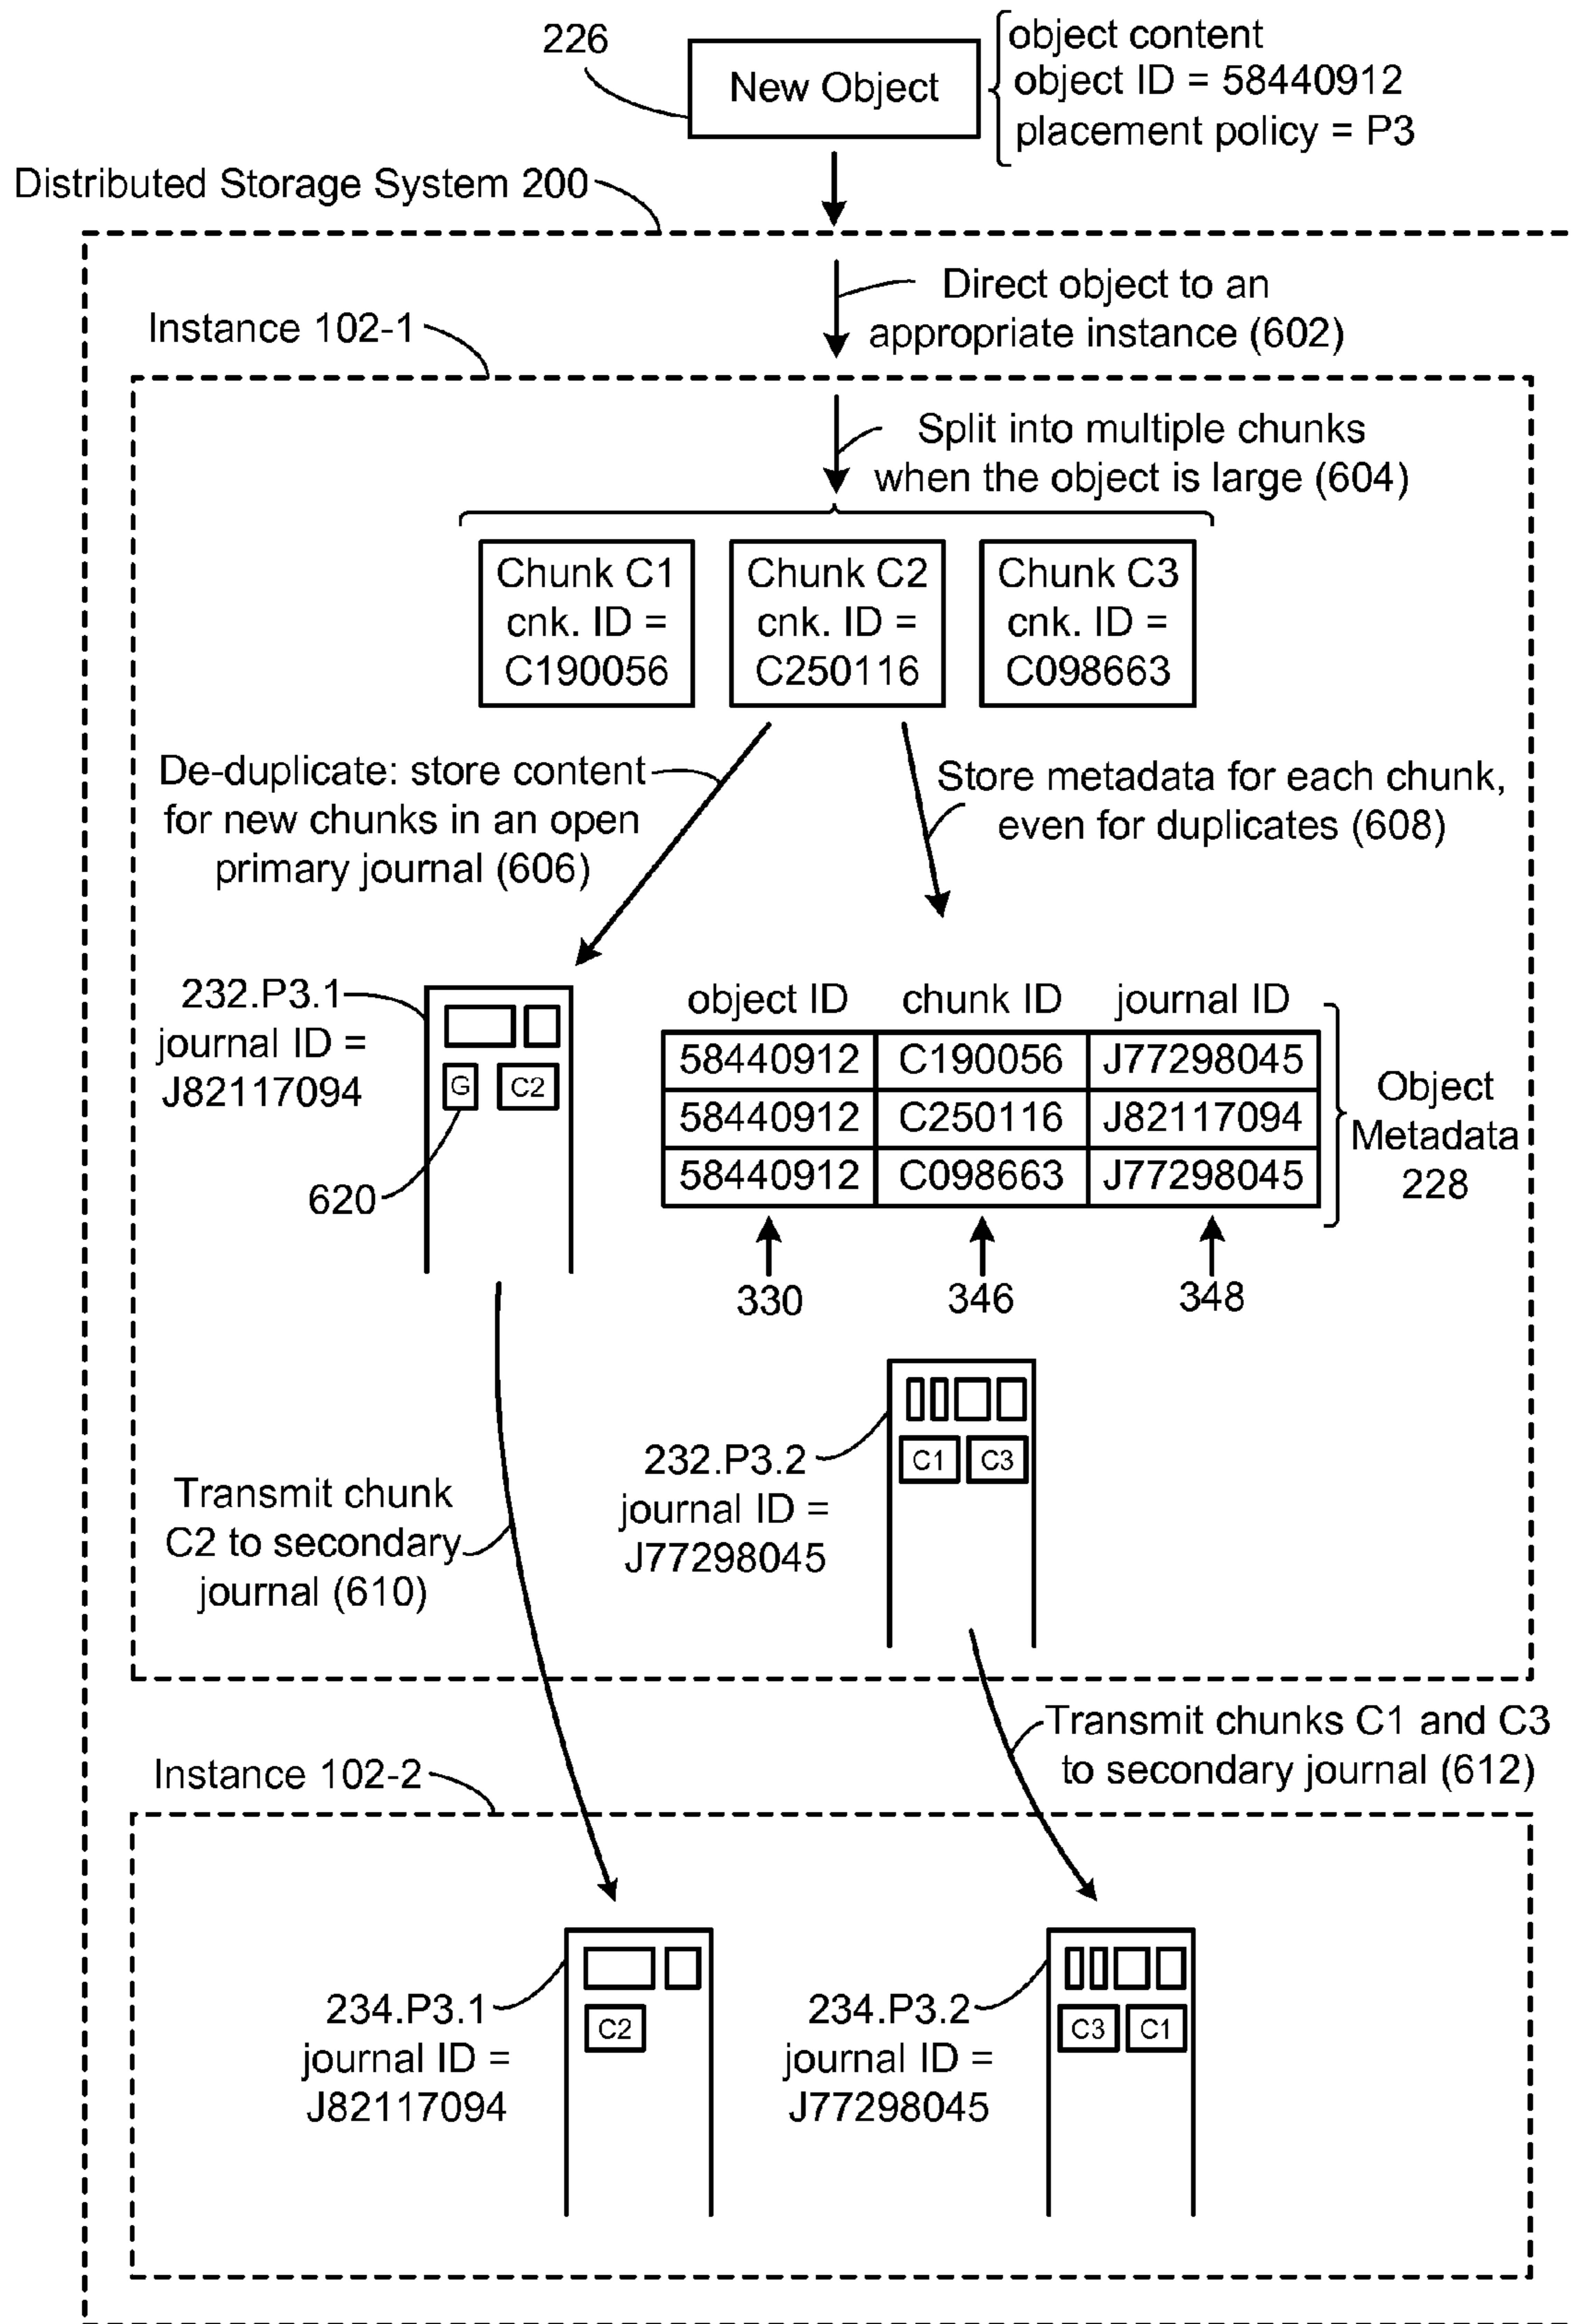 226
New Object
object content
object ID = 58440912
placement policy = P3
Distributed Storage System 200
Direct object to an
appropriate instance (602)
Instance 102-1
Split into multiple chunks
when the object is large (604)
Chunk C1
cnk. ID =
C190056
Chunk C2
cnk. ID =
C250116
Chunk C3
cnk. ID =
C098663
De-duplicate: store content
for new chunks in an open
primary journal (606)
Store metadata for each chunk,
even for duplicates (608)
232.P3.1
journal ID =
J82117094
G
C2
620
object ID chunk ID journal ID
58440912 C190056 J77298045
58440912 C250116 J82117094
58440912 C098663 J77298045
Object
Metadata
228
330
346
348
232.P3.2
journal ID =
J77298045
C1
C3
Transmit chunk
C2 to secondary
journal (610)
Transmit chunks C1 and C3
to secondary journal (612)
Instance 102-2
234.P3.1
journal ID =
J82117094
C2
234.P3.2
journal ID =
J77298045
C3
C1